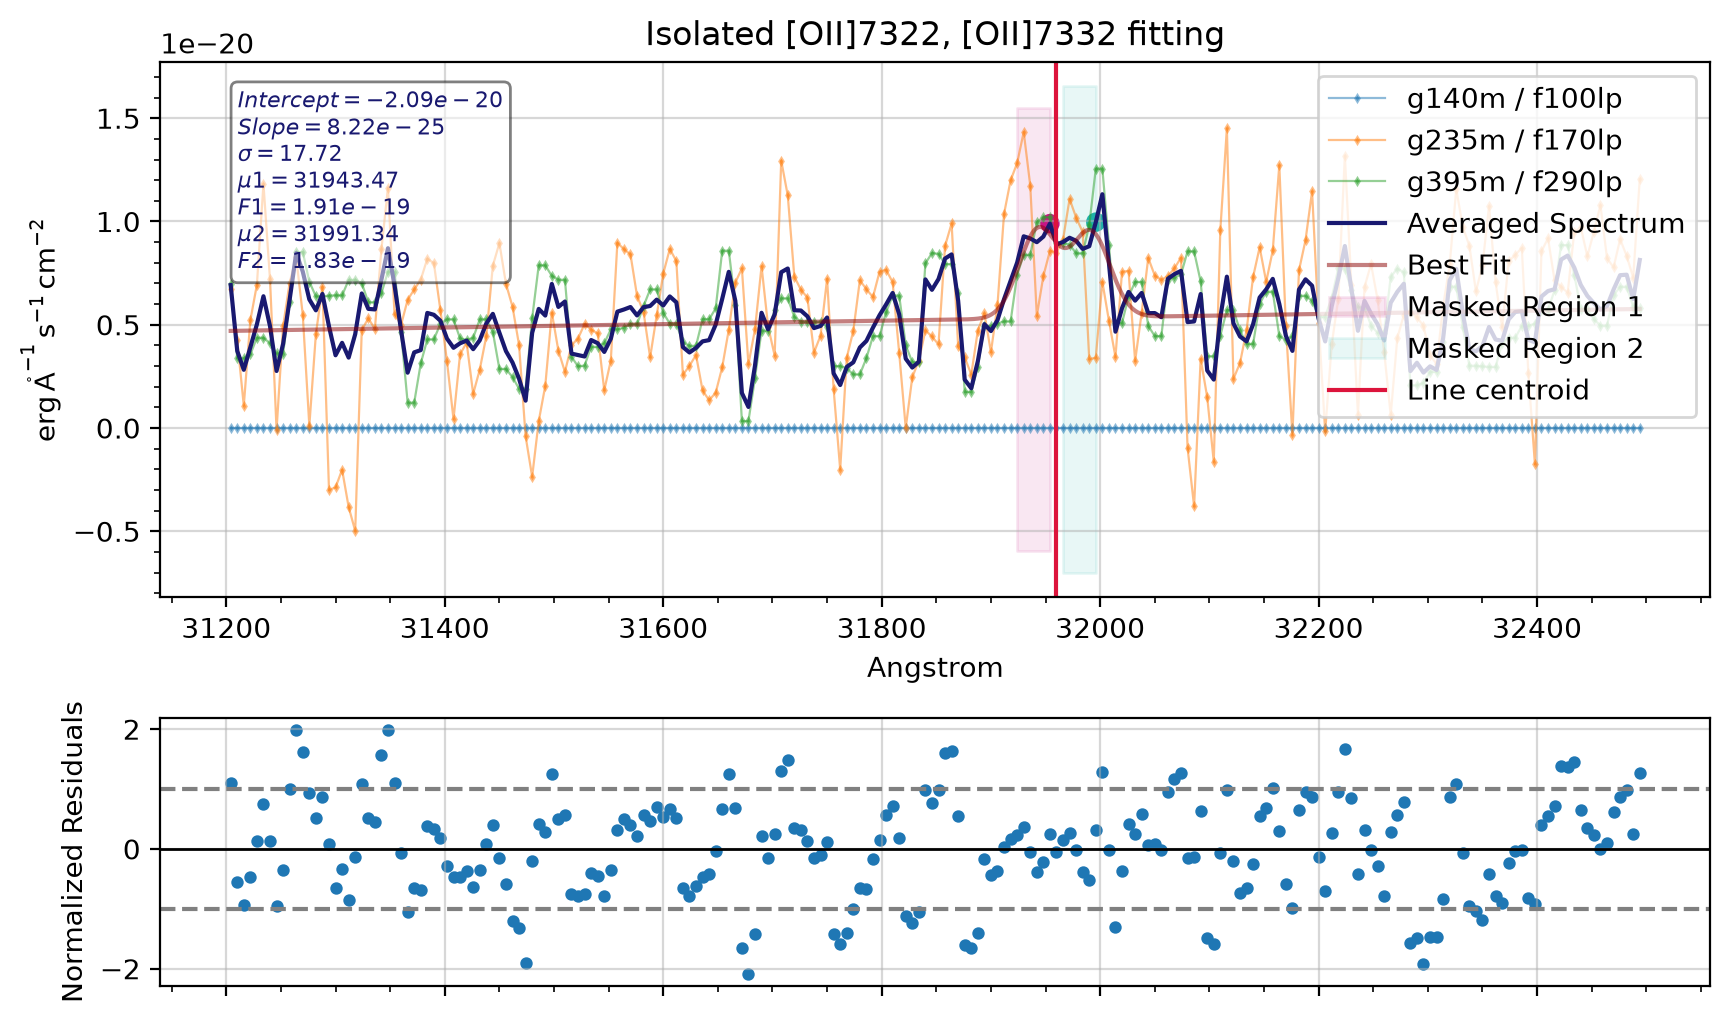 Isolated [OII]7322, [OII]7332 fitting
1e−20
Intercept = −2.09e − 20
Slope = 8.22e − 25
σ = 17.72
μ1 = 31943.47
F1 = 1.91e − 19
μ2 = 31991.34
F2 = 1.83e − 19
g140m / f100lp
g235m / f170lp
g395m / f290lp
Averaged Spectrum
Best Fit
Masked Region 1
Masked Region 2
Line centroid
1.5
1.0
0.5
0.0
−0.5
erg Å⁻¹ s⁻¹ cm⁻²
31200 31400 31600 31800 32000 32200 32400
Angstrom
2
0
−2
Normalized Residuals